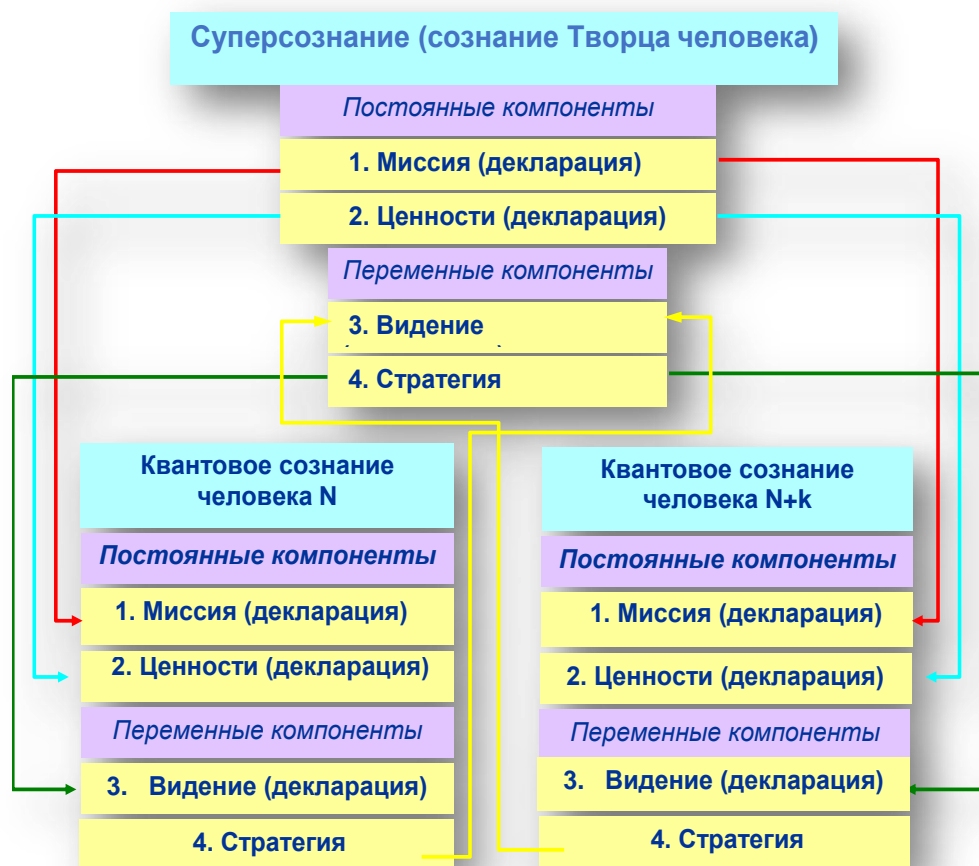 Суперсознание (сознание Творца человека)
Постоянные компоненты
1. Миссия (декларация)
2. Ценности (декларация)
Переменные компоненты
3. Видение
4. Стратегия
Квантовое сознание
человека N
Постоянные компоненты
1. Миссия (декларация)
2. Ценности (декларация)
Переменные компоненты
3. Видение (декларация)
4. Стратегия
Квантовое сознание
человека N+k
Постоянные компоненты
1. Миссия (декларация)
2. Ценности (декларация)
Переменные компоненты
3. Видение (декларация)
4. Стратегия